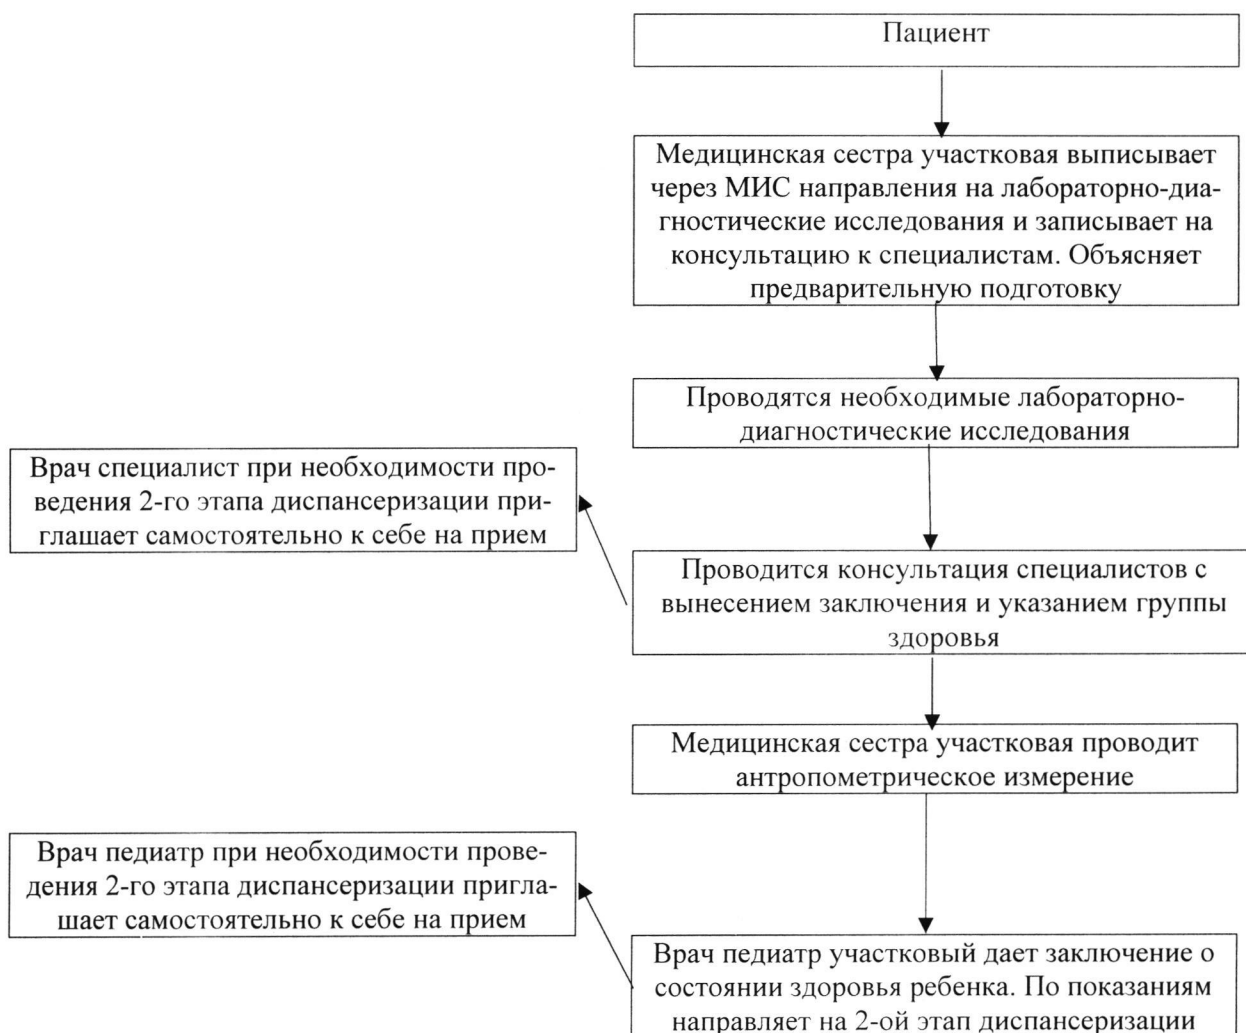 Пациент
Медицинская сестра участковая выписывает
через МИС направления на лабораторно-диа-
гностические исследования и записывает на
консультацию к специалистам. Объясняет
предварительную подготовку
Проводятся необходимые лабораторно-
диагностические исследования
Врач специалист при необходимости про-
ведения 2-го этапа диспансеризации при-
глашает самостоятельно к себе на прием
Проводится консультация специалистов с
вынесением заключения и указанием группы
здоровья
Медицинская сестра участковая проводит
антропометрическое измерение
Врач педиатр при необходимости прове-
дения 2-го этапа диспансеризации пригла-
шает самостоятельно к себе на прием
Врач педиатр участковый дает заключение о
состоянии здоровья ребенка. По показаниям
направляет на 2-ой этап диспансеризации